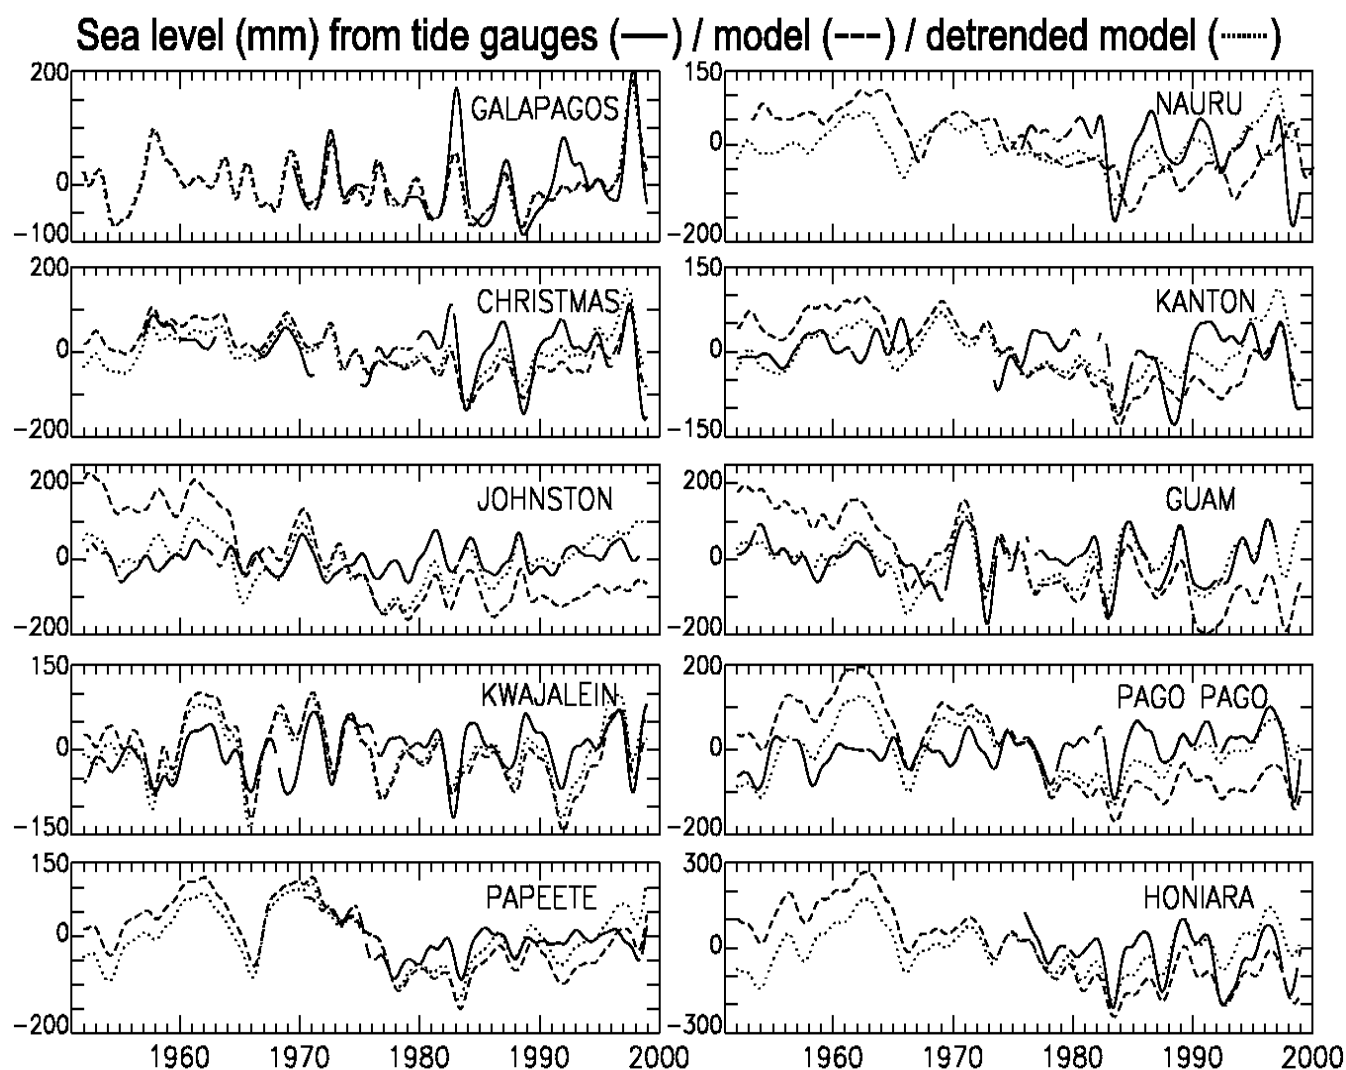 Sea level (mm) from tide gauges (——) / model (---) / detrended model (········)
200 150
GALAPAGOS NAURU
0 0
-100 -200
200 150
CHRISTMAS KANTON
0 0
-200 -150
200 200
JOHNSTON GUAM
0 0
-200 -200
150 200
KWAJALEIN PAGO PAGO
0 0
-150 -200
150 300
PAPEETE HONIARA
0 0
-200 -300
1960 1970 1980 1990 2000 1960 1970 1980 1990 2000